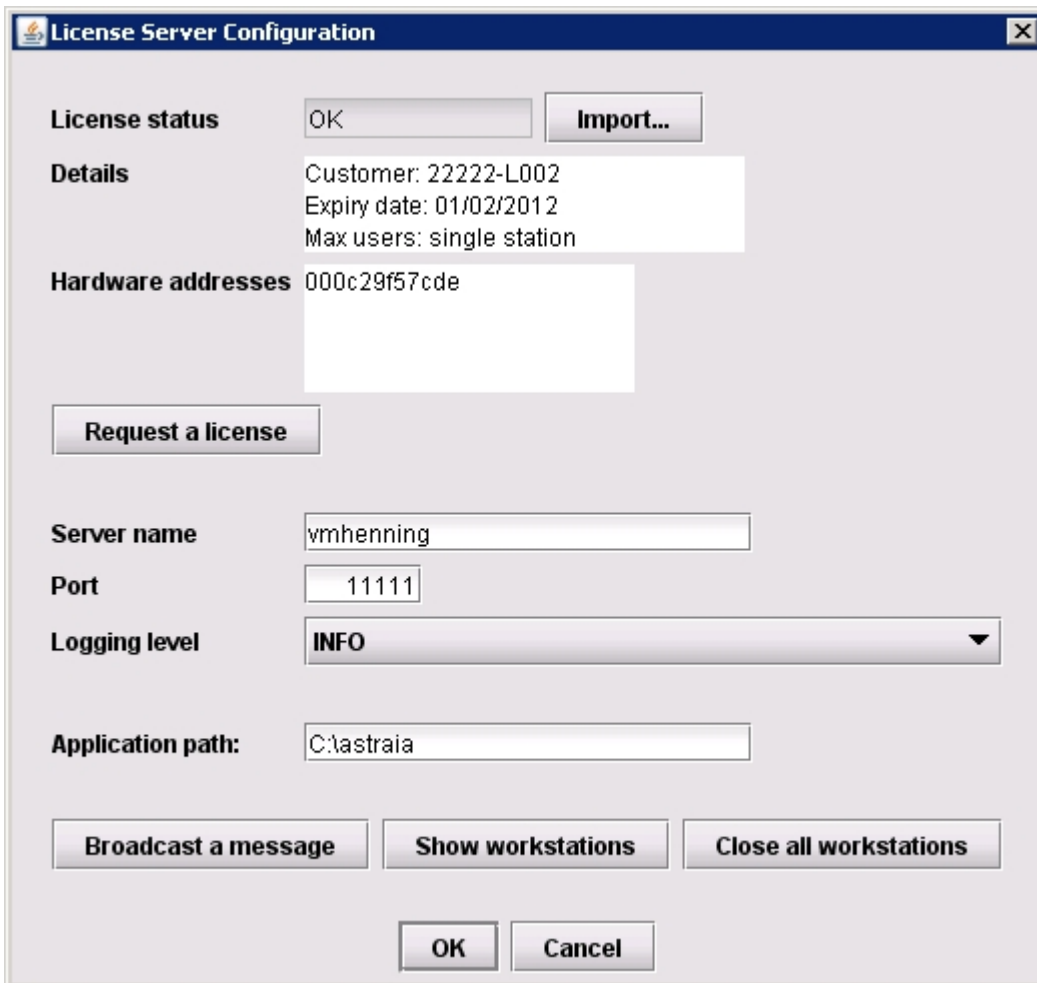 License Server Configuration
License status OK Import...
Details Customer: 22222-L002
Expiry date: 01/02/2012
Max users: single station
Hardware addresses 000c29f57cde
Request a license
Server name vmhenning
Port 11111
Logging level INFO
Application path: C:\astraia
Broadcast a message Show workstations Close all workstations
OK Cancel